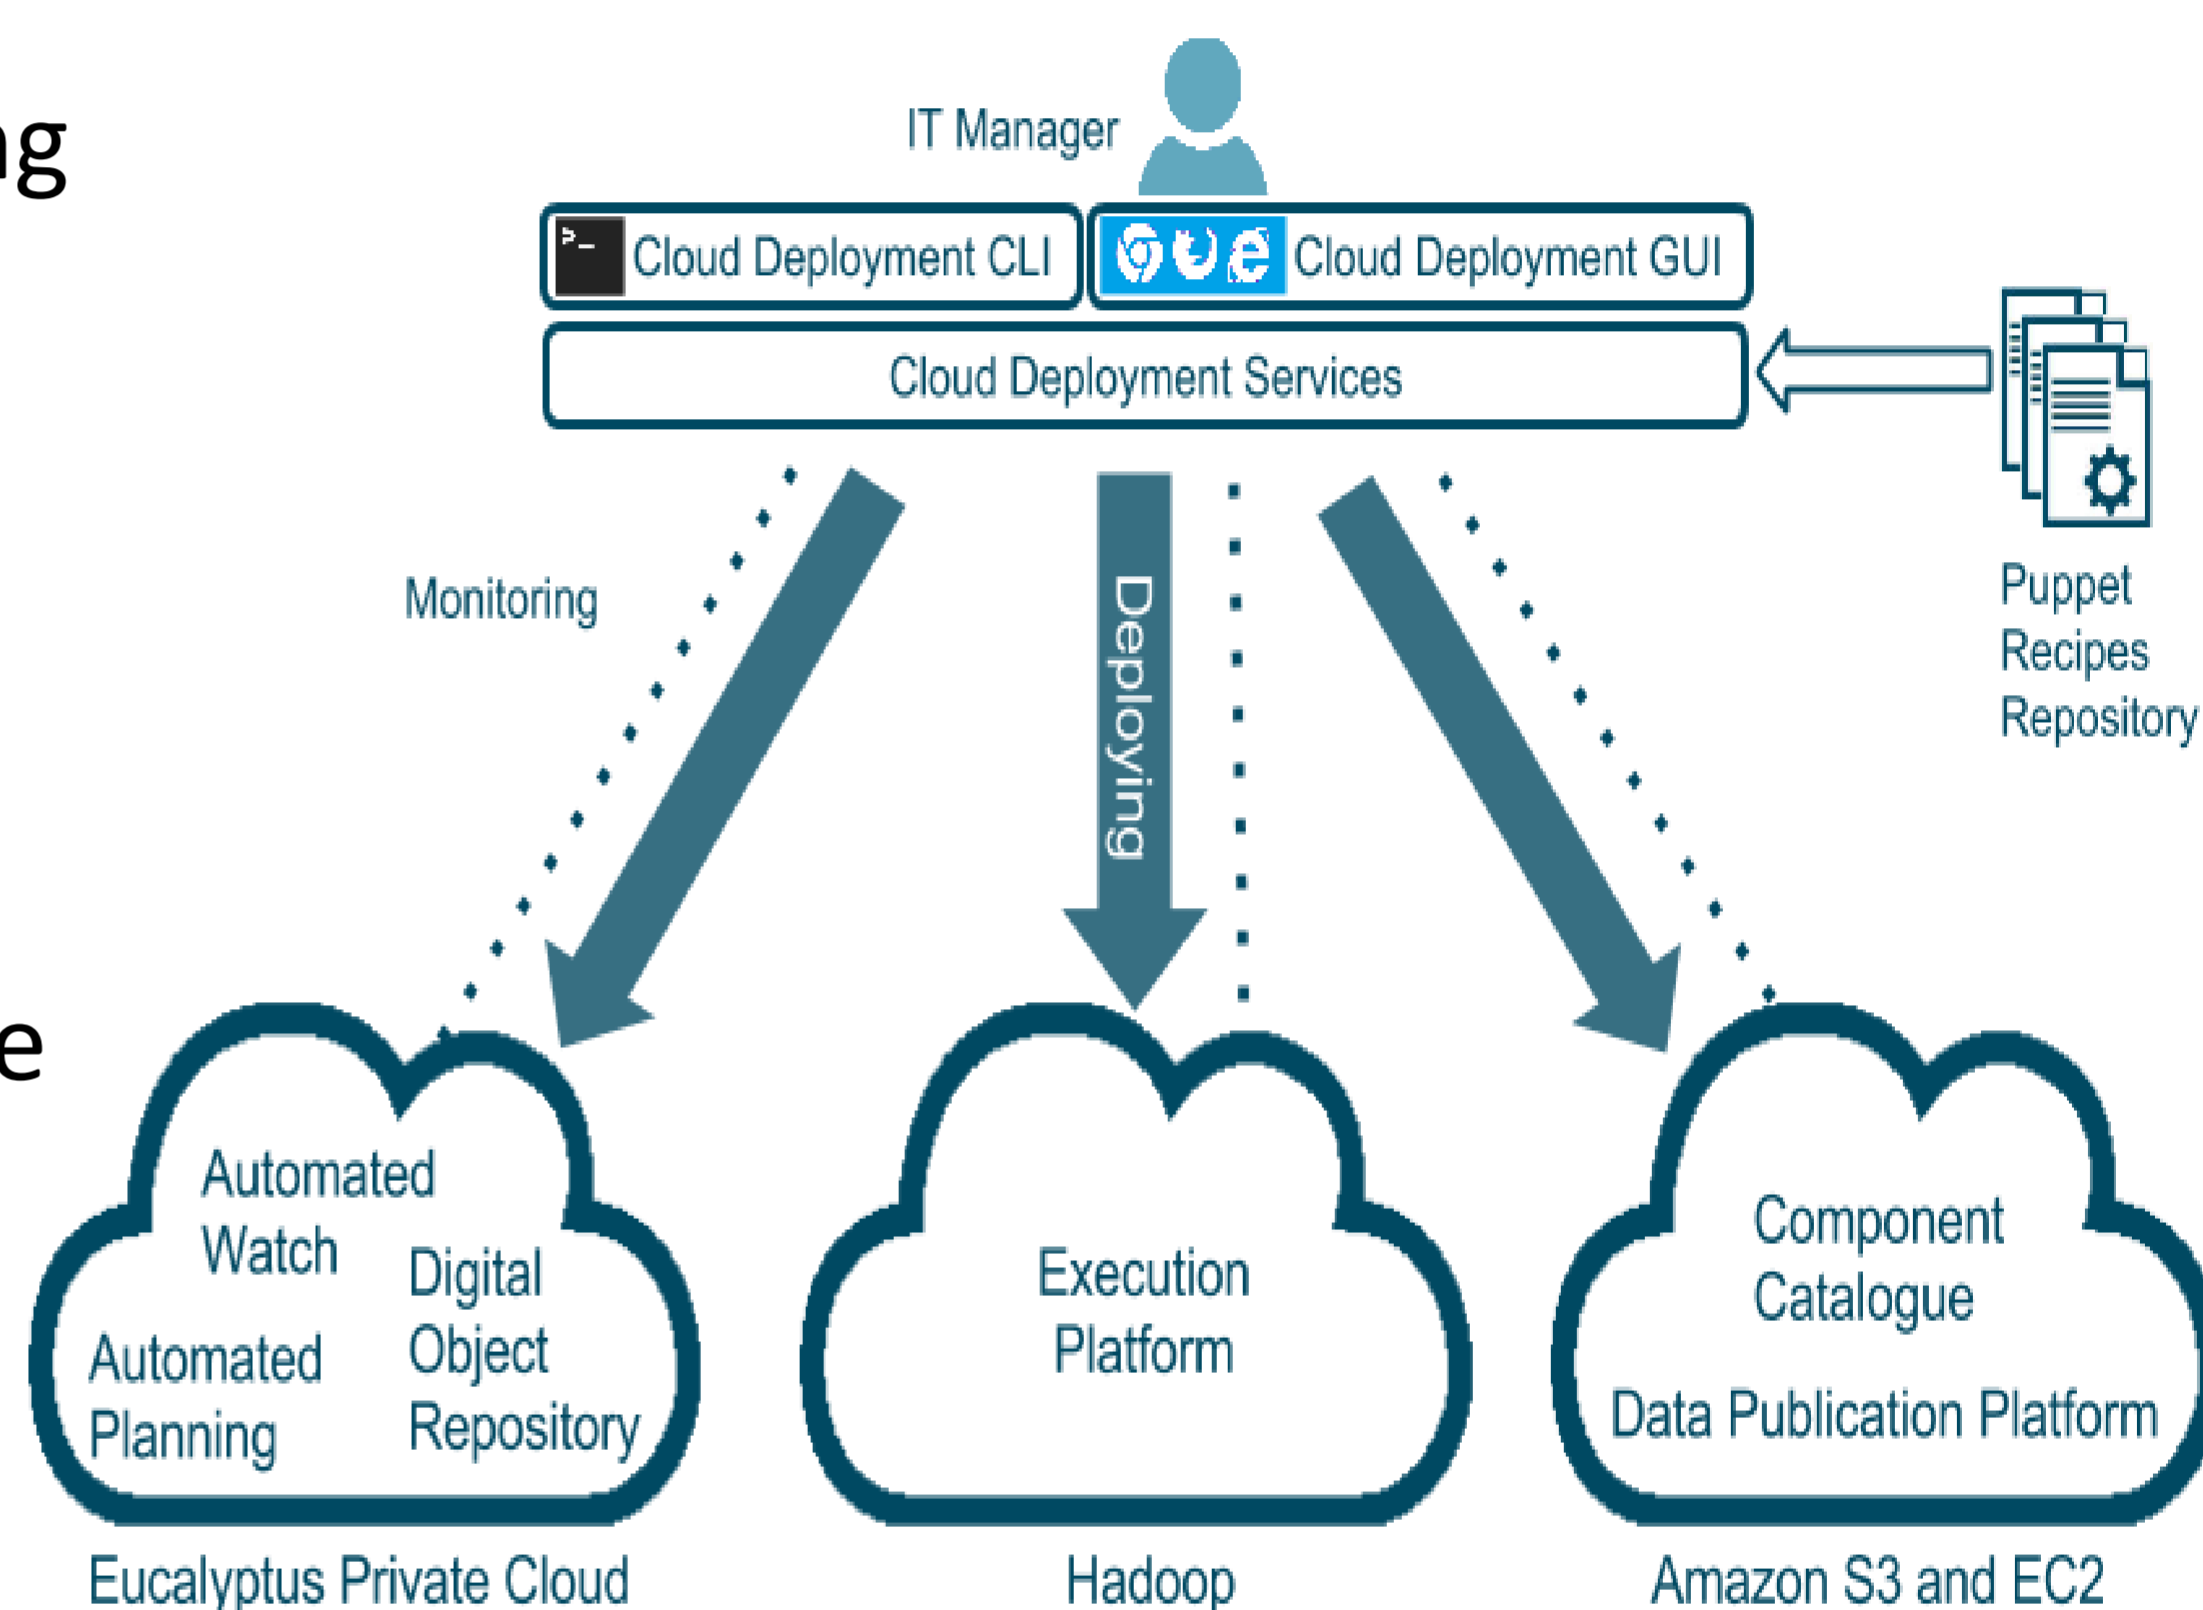 ng
IT Manager
>_
Cloud Deployment CLI
Cloud Deployment GUI
Cloud Deployment Services
Monitoring
Deploying
Puppet
Recipes
Repository
e
Automated
Watch
Automated
Planning
Digital
Object
Repository
Execution
Platform
Component
Catalogue
Data Publication Platform
Eucalyptus Private Cloud
Hadoop
Amazon S3 and EC2